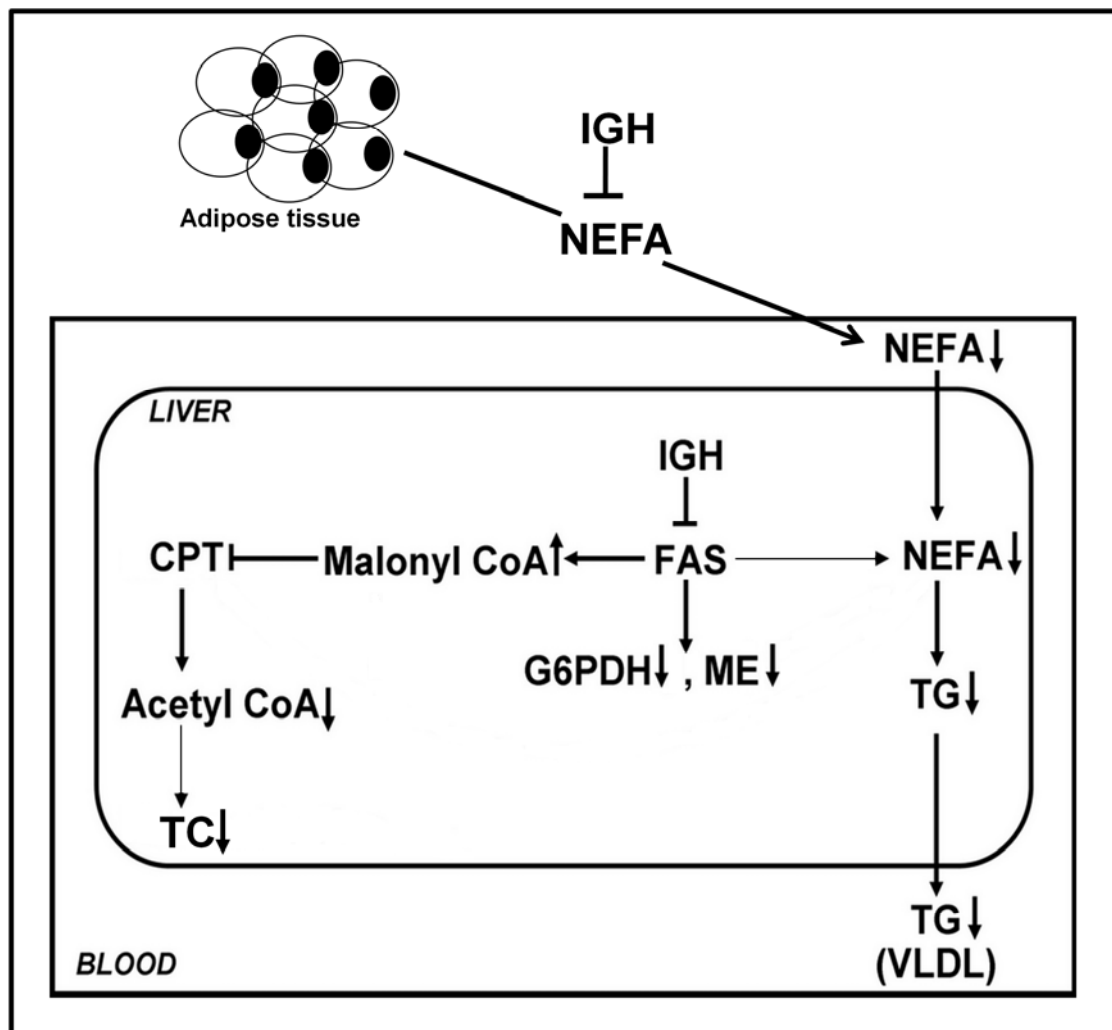 IGH
Adipose tissue
NEFA
NEFA↓
LIVER
IGH
CPT Malonyl CoA↑ FAS NEFA↓
G6PDH↓ , ME↓
Acetyl CoA↓ TG↓
TC↓
TG↓
(VLDL)
BLOOD